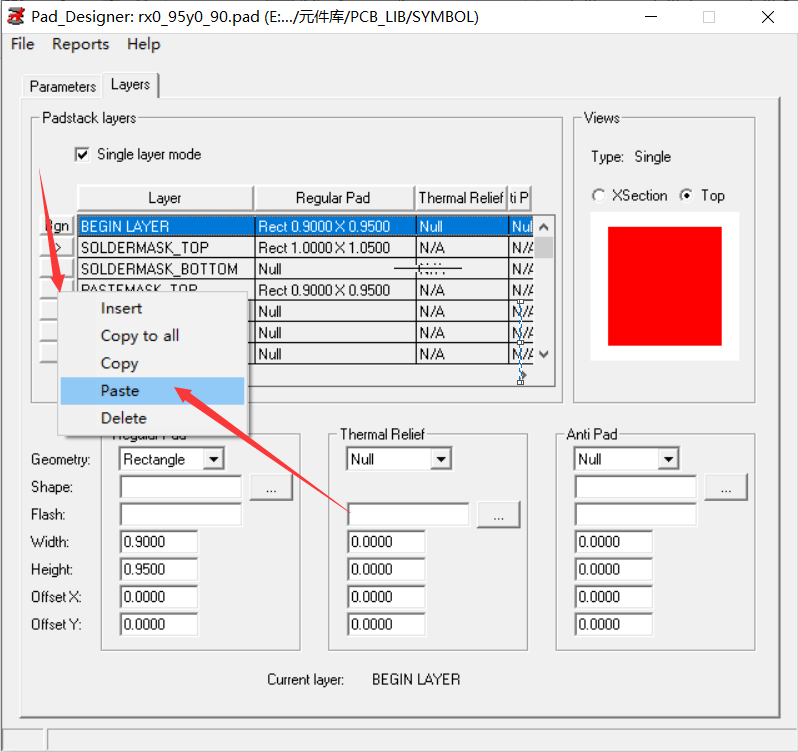 Pad_Designer: rx0_95y0_90.pad (E:.../元件库/PCB_LIB/SYMBOL)
File Reports Help
Parameters Layers
Padstack layers
Single layer mode
Layer Regular Pad Thermal Relief ti P
Bgn BEGIN LAYER Rect 0.9000 X 0.9500 Null Nul
> SOLDERMASK_TOP Rect 1.0000 X 1.0500 N/A N/A
SOLDERMASK_BOTTOM Null N/A
PASTEMASK_TOP Rect 0.9000 X 0.9500 N/A N/A
Null N/A N/A
Null N/A N/A
Null N/A N/A
Insert
Copy to all
Copy
Paste
Delete
Views
Type: Single
XSection Top
Regular Pad Thermal Relief Anti Pad
Geometry: Rectangle Null Null
Shape: ... ...
Flash: ...
Width: 0.9000 0.0000 0.0000
Height: 0.9500 0.0000 0.0000
Offset X: 0.0000 0.0000 0.0000
Offset Y: 0.0000 0.0000 0.0000
Current layer: BEGIN LAYER